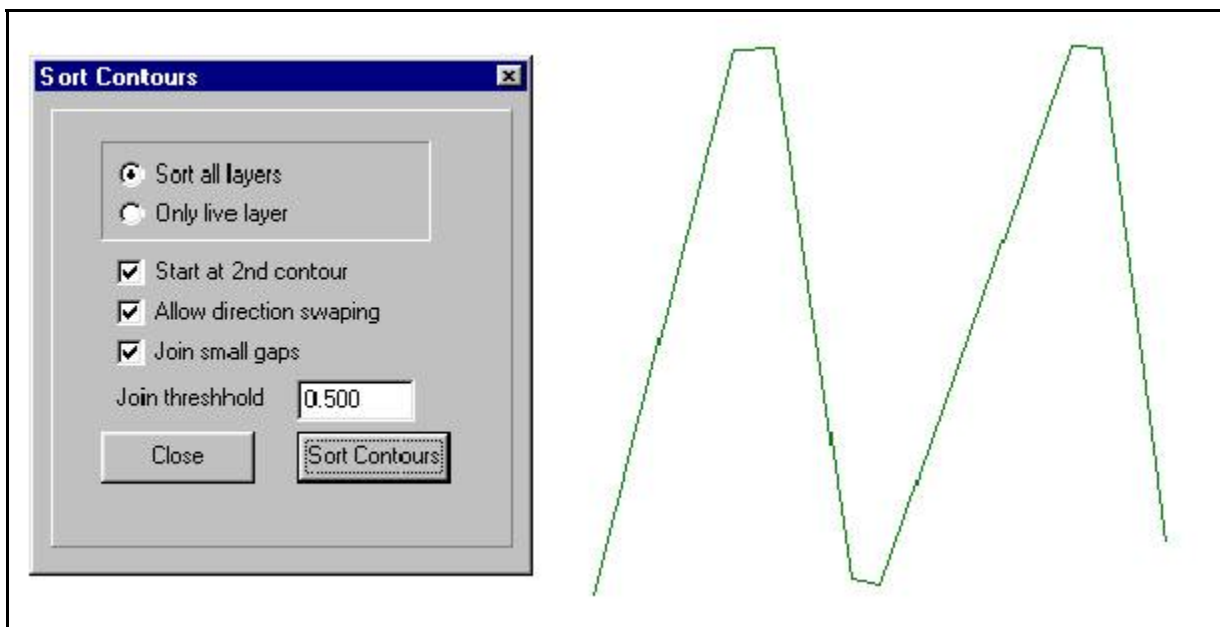 Sort Contours
Sort all layers
Only live layer
Start at 2nd contour
Allow direction swaping
Join small gaps
Join threshhold 0.500
Close Sort Contours